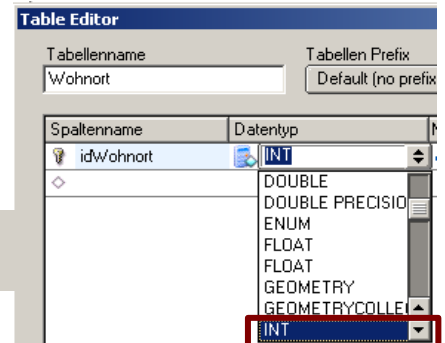 Table Editor
Tabellenname
Tabellen Prefix
Wohnort
Default (no prefix
Spaltenname
Datentyp
idWohnort
INT
DOUBLE
DOUBLE PRECISIO
ENUM
FLOAT
FLOAT
GEOMETRY
GEOMETRYCOLLE
INT